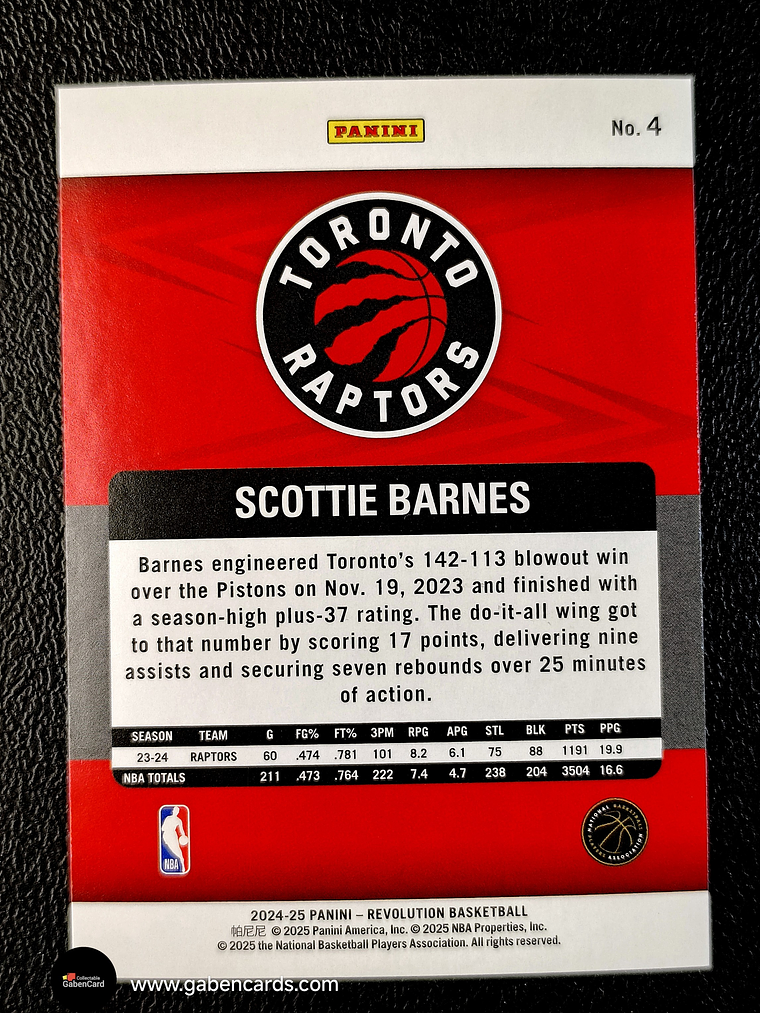 PANINI
No. 4
TORONTO
RAPTORS
SCOTTIE BARNES
Barnes engineered Toronto's 142-113 blowout win
over the Pistons on Nov. 19, 2023 and finished with
a season-high plus-37 rating. The do-it-all wing got
to that number by scoring 17 points, delivering nine
assists and securing seven rebounds over 25 minutes
of action.
SEASON TEAM G FG% FT% 3PM RPG APG STL BLK PTS PPG
23-24 RAPTORS 60 .474 .781 101 8.2 6.1 75 88 1191 19.9
NBA TOTALS 211 .473 .764 222 7.4 4.7 238 204 3504 16.6
NBA
NATIONAL BASKETBALL
PLAYERS ASSOCIATION
2024-25 PANINI – REVOLUTION BASKETBALL
帕尼尼 © 2025 Panini America, Inc. © 2025 NBA Properties, Inc.
© 2025 the National Basketball Players Association. All rights reserved.
Collectable
GabenCard
www.gabencards.com